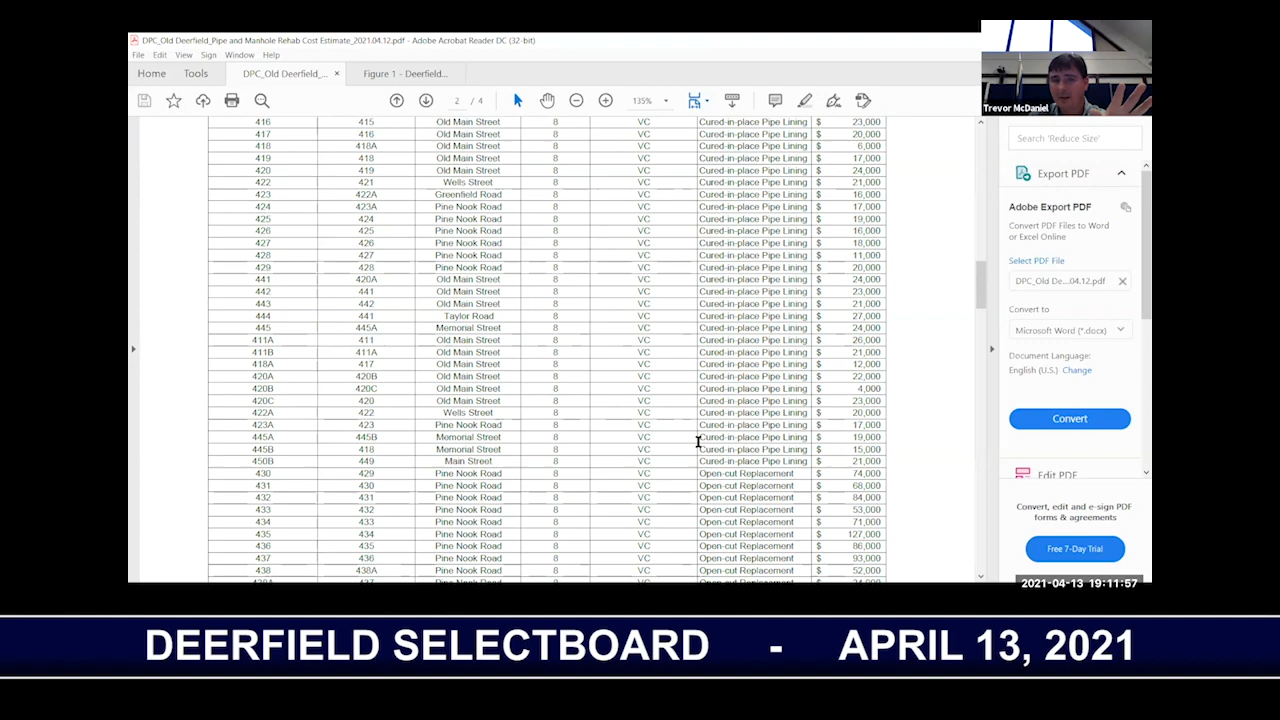 DPC_Old Deerfield_Pipe and Manhole Rehab Cost Estimate_2021.04.12.pdf - Adobe Acrobat Reader DC (32-bit)
File Edit View Sign Window Help
Home Tools DPC_Old Deerfield_... × Figure 1 - Deerfield...
2 / 4 135%
Trevor McDaniel
416 415 Old Main Street 8 VC Cured-in-place Pipe Lining $ 23,000
417 416 Old Main Street 8 VC Cured-in-place Pipe Lining $ 20,000
418 418A Old Main Street 8 VC Cured-in-place Pipe Lining $ 6,000
419 418 Old Main Street 8 VC Cured-in-place Pipe Lining $ 17,000
420 419 Old Main Street 8 VC Cured-in-place Pipe Lining $ 24,000
422 421 Wells Street 8 VC Cured-in-place Pipe Lining $ 21,000
423 422A Greenfield Road 8 VC Cured-in-place Pipe Lining $ 16,000
424 423A Pine Nook Road 8 VC Cured-in-place Pipe Lining $ 17,000
425 424 Pine Nook Road 8 VC Cured-in-place Pipe Lining $ 19,000
426 425 Pine Nook Road 8 VC Cured-in-place Pipe Lining $ 16,000
427 426 Pine Nook Road 8 VC Cured-in-place Pipe Lining $ 18,000
428 427 Pine Nook Road 8 VC Cured-in-place Pipe Lining $ 11,000
429 428 Pine Nook Road 8 VC Cured-in-place Pipe Lining $ 20,000
441 420A Old Main Street 8 VC Cured-in-place Pipe Lining $ 24,000
442 441 Old Main Street 8 VC Cured-in-place Pipe Lining $ 23,000
443 442 Old Main Street 8 VC Cured-in-place Pipe Lining $ 21,000
444 441 Taylor Road 8 VC Cured-in-place Pipe Lining $ 27,000
445 445A Memorial Street 8 VC Cured-in-place Pipe Lining $ 24,000
411A 411 Old Main Street 8 VC Cured-in-place Pipe Lining $ 26,000
411B 411A Old Main Street 8 VC Cured-in-place Pipe Lining $ 21,000
418A 417 Old Main Street 8 VC Cured-in-place Pipe Lining $ 12,000
420A 420B Old Main Street 8 VC Cured-in-place Pipe Lining $ 22,000
420B 420C Old Main Street 8 VC Cured-in-place Pipe Lining $ 4,000
420C 420 Old Main Street 8 VC Cured-in-place Pipe Lining $ 23,000
422A 422 Wells Street 8 VC Cured-in-place Pipe Lining $ 20,000
423A 423 Pine Nook Road 8 VC Cured-in-place Pipe Lining $ 17,000
445A 445B Memorial Street 8 VC Cured-in-place Pipe Lining $ 19,000
445B 418 Memorial Street 8 VC Cured-in-place Pipe Lining $ 15,000
450B 449 Main Street 8 VC Cured-in-place Pipe Lining $ 21,000
430 429 Pine Nook Road 8 VC Open-cut Replacement $ 74,000
431 430 Pine Nook Road 8 VC Open-cut Replacement $ 68,000
432 431 Pine Nook Road 8 VC Open-cut Replacement $ 84,000
433 432 Pine Nook Road 8 VC Open-cut Replacement $ 53,000
434 433 Pine Nook Road 8 VC Open-cut Replacement $ 71,000
435 434 Pine Nook Road 8 VC Open-cut Replacement $ 127,000
436 435 Pine Nook Road 8 VC Open-cut Replacement $ 86,000
437 436 Pine Nook Road 8 VC Open-cut Replacement $ 93,000
438 438A Pine Nook Road 8 VC Open-cut Replacement $ 52,000
Search 'Reduce Size'
Export PDF
Adobe Export PDF
Convert PDF Files to Word
or Excel Online
Select PDF File
DPC_Old De...04.12.pdf
Convert to
Microsoft Word (*.docx)
Document Language:
English (U.S.) Change
Convert
Edit PDF
Convert, edit and e-sign PDF
forms & agreements
Free 7-Day Trial
2021-04-13 19:11:57
DEERFIELD SELECTBOARD - APRIL 13, 2021